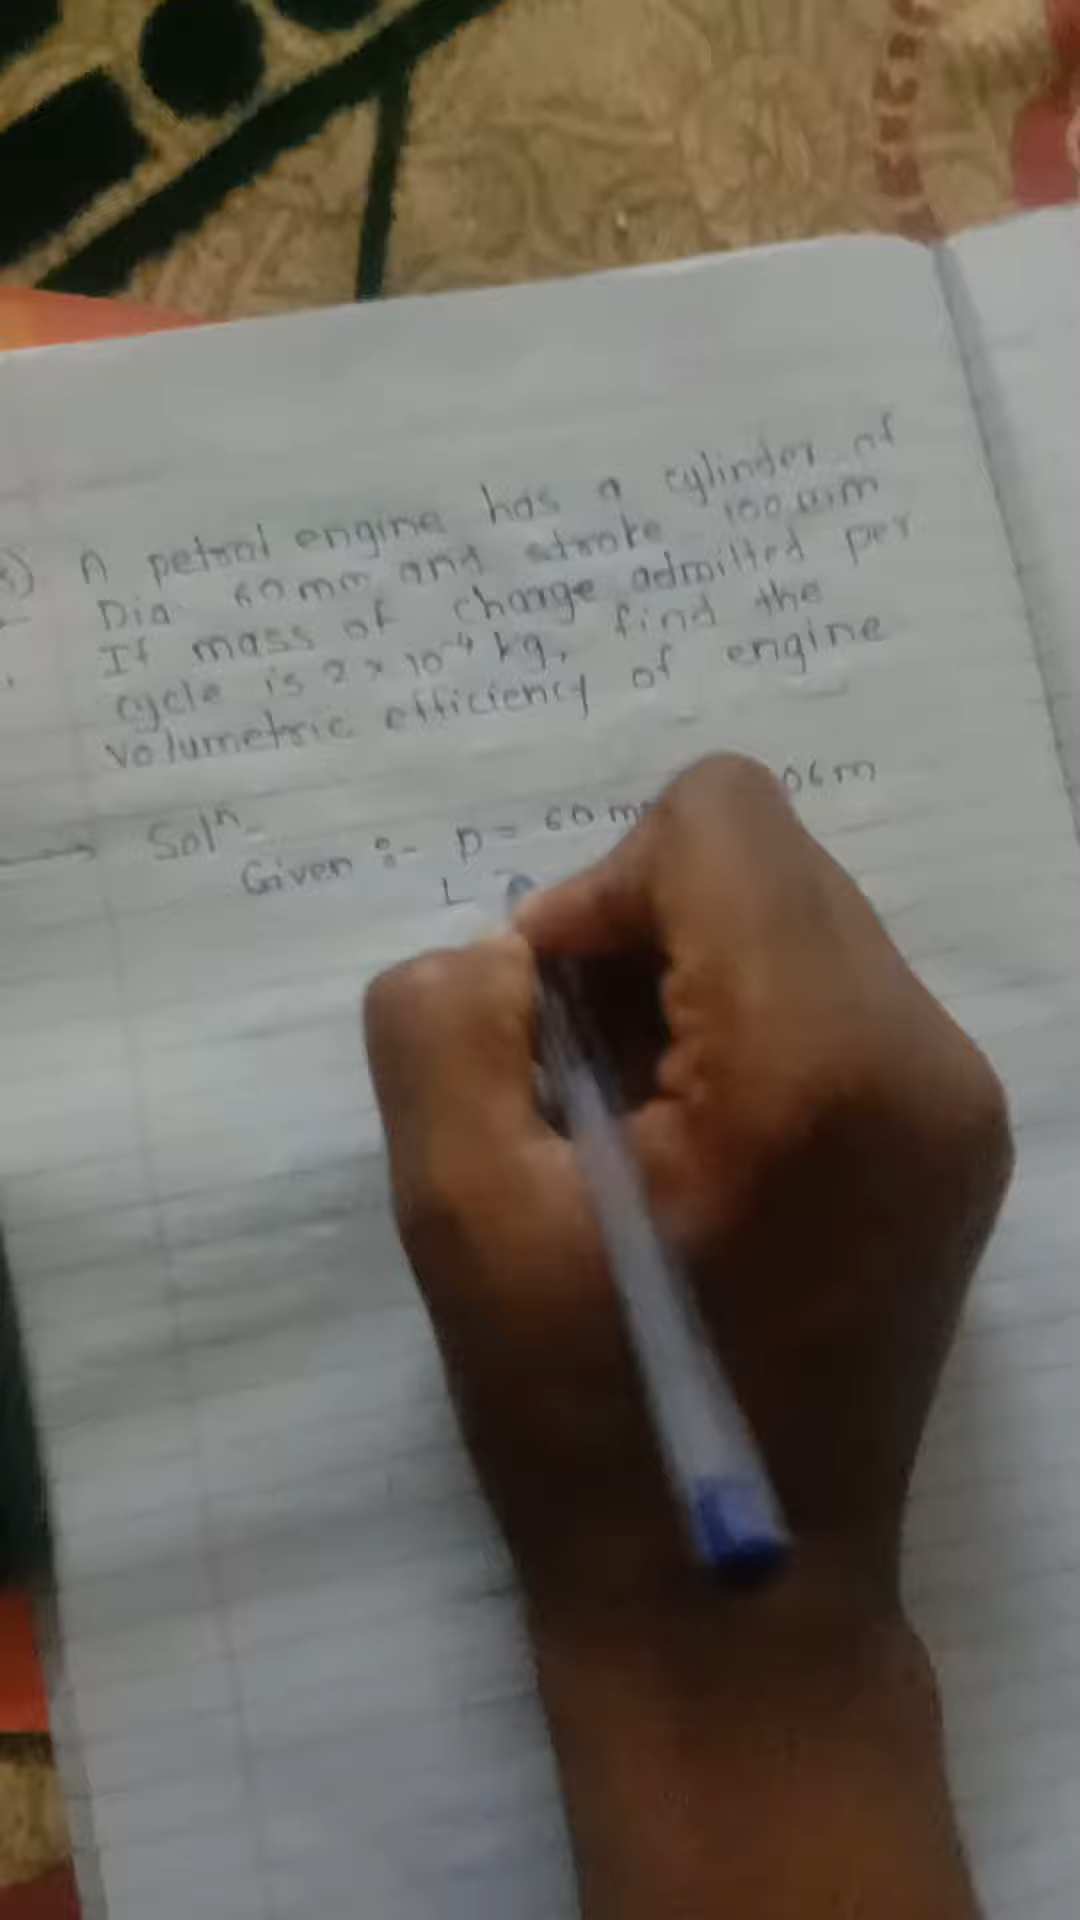 A petrol engine has a cylinder of
Dia. 60mm and stroke 100mm
If mass of charge admitted per
cycle is 2 x 10⁻⁴ kg, find the
volumetric efficiency of engine
Solⁿ-
Given :- D = 60 m 06m
L =